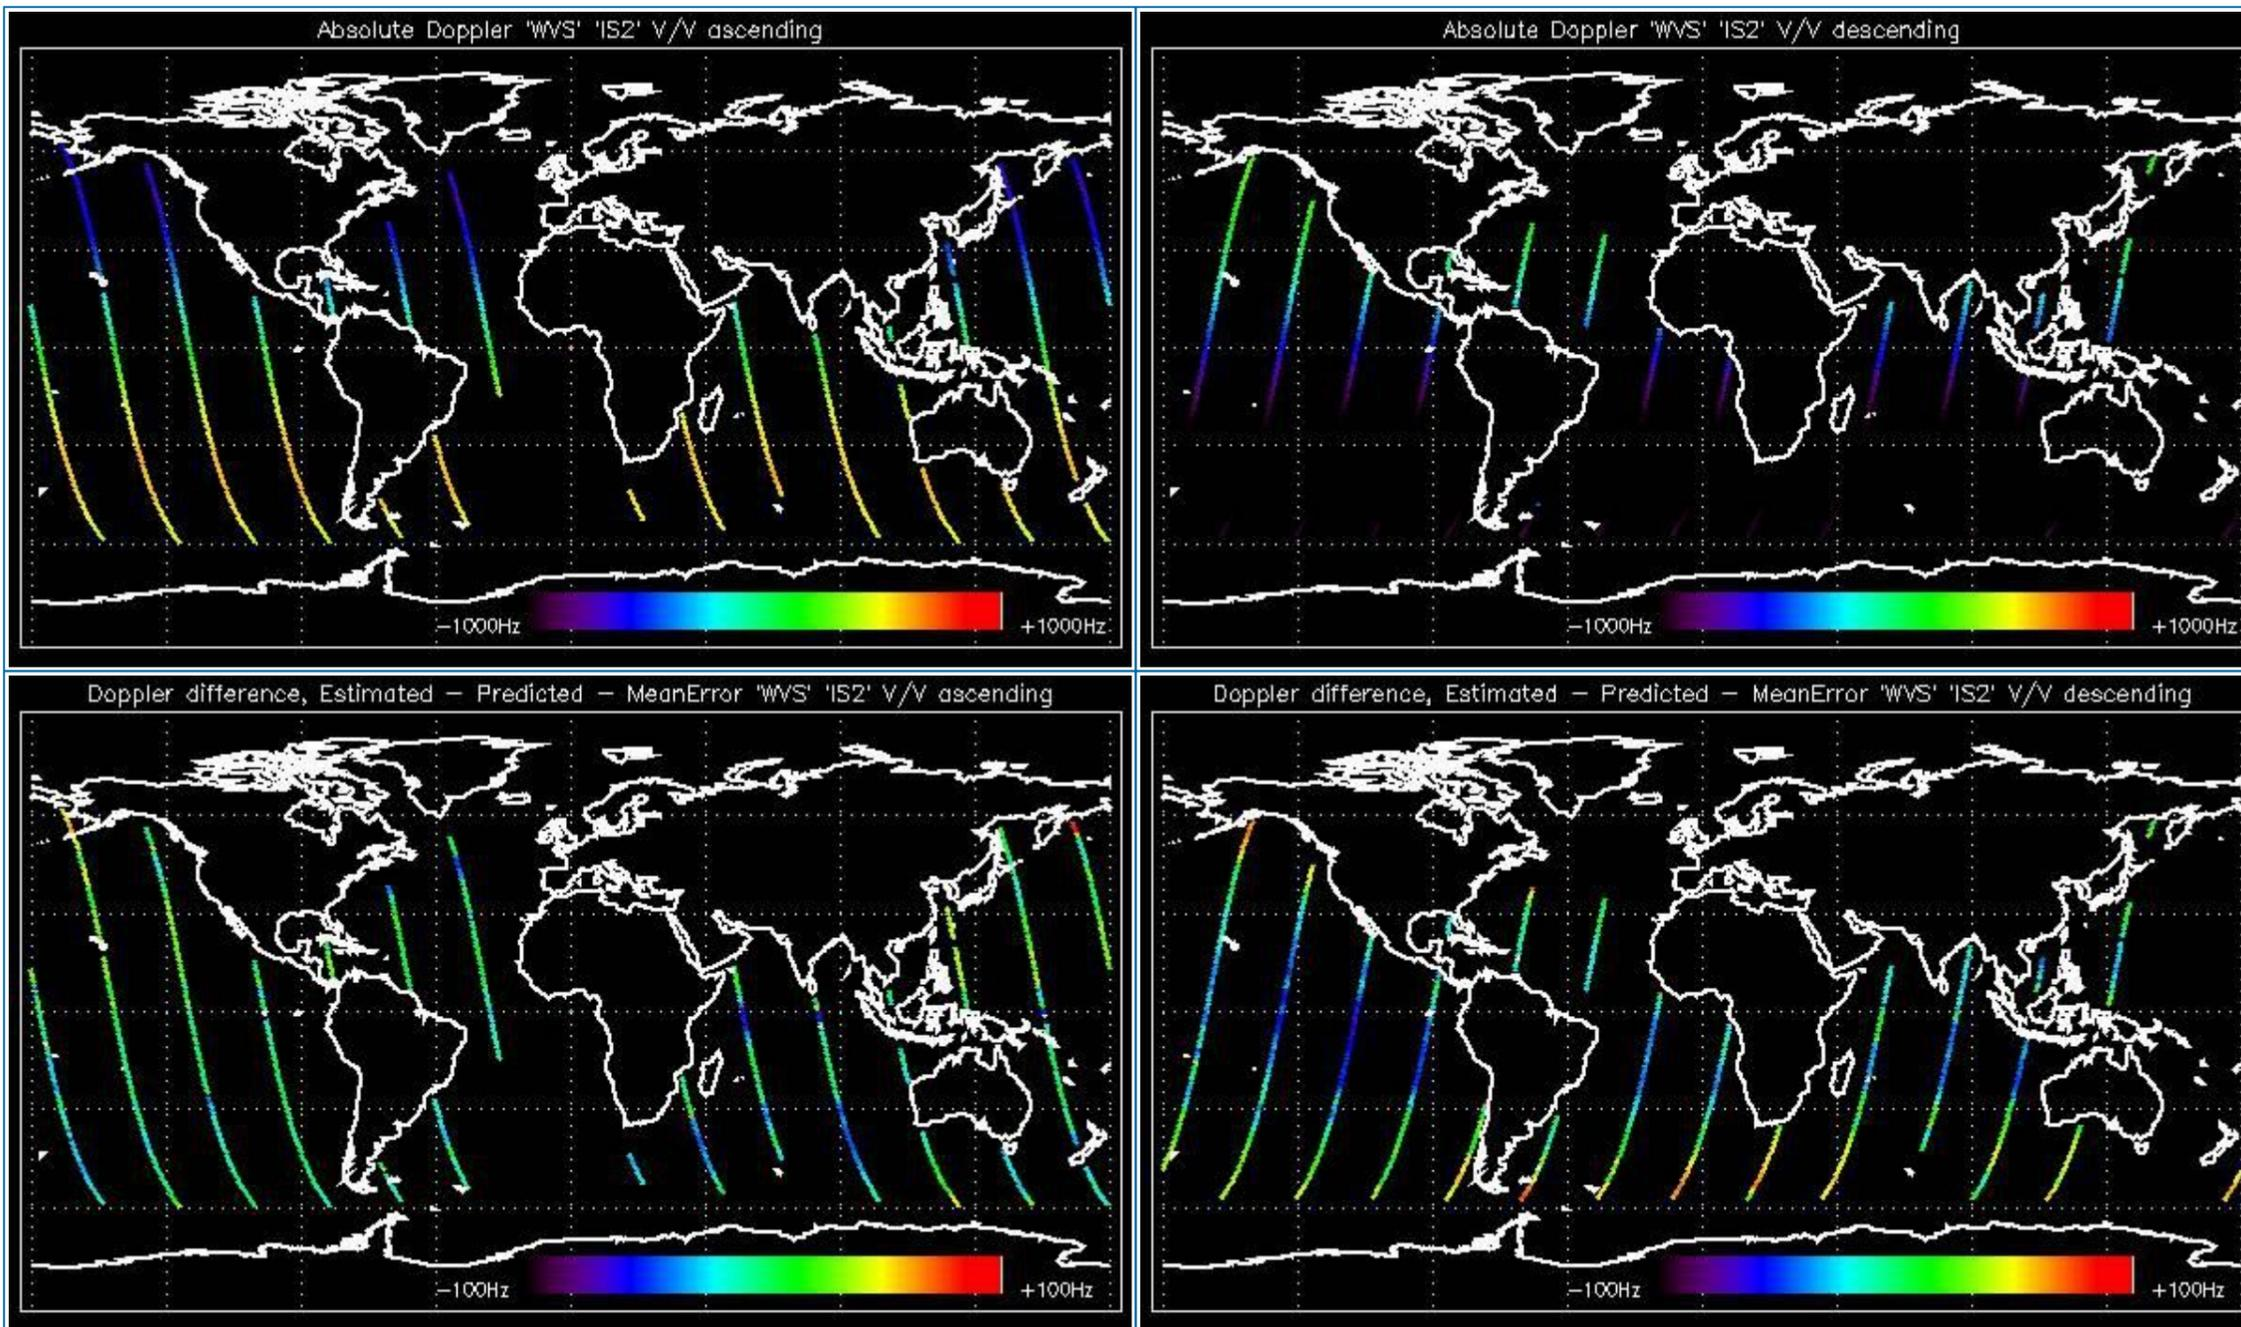 Absolute Doppler 'WVS' 'IS2' V/V ascending
-1000Hz
+1000Hz
Absolute Doppler 'WVS' 'IS2' V/V descending
-1000Hz
+1000Hz
Doppler difference, Estimated - Predicted - MeanError 'WVS' 'IS2' V/V ascending
-100Hz
+100Hz
Doppler difference, Estimated - Predicted - MeanError 'WVS' 'IS2' V/V descending
-100Hz
+100Hz